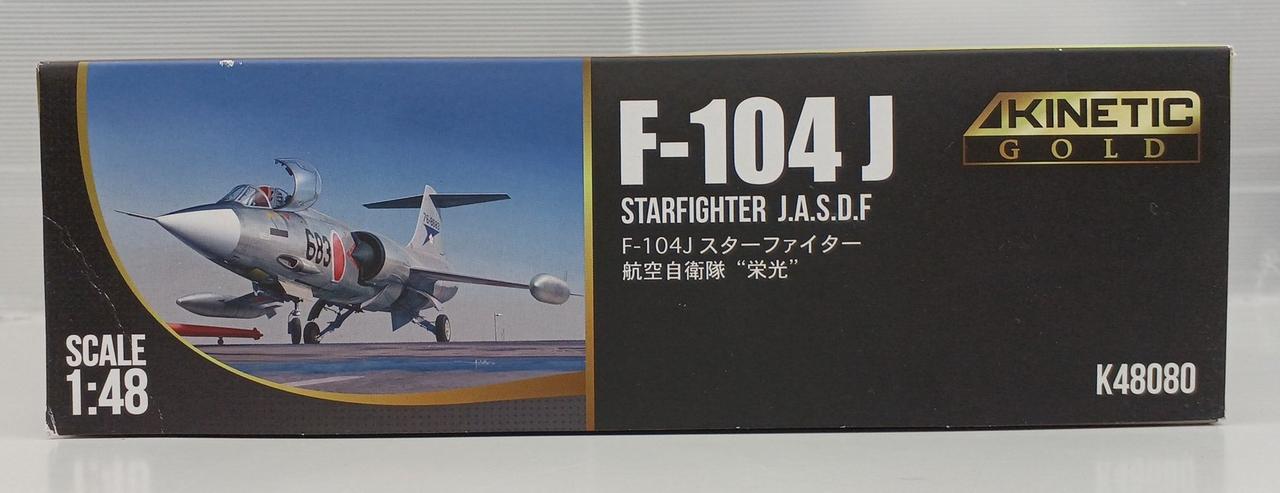 F-104 J
STARFIGHTER J.A.S.D.F
F-104J スターファイター
航空自衛隊 “栄光”
KINETIC
GOLD
683
SCALE
1:48
K48080